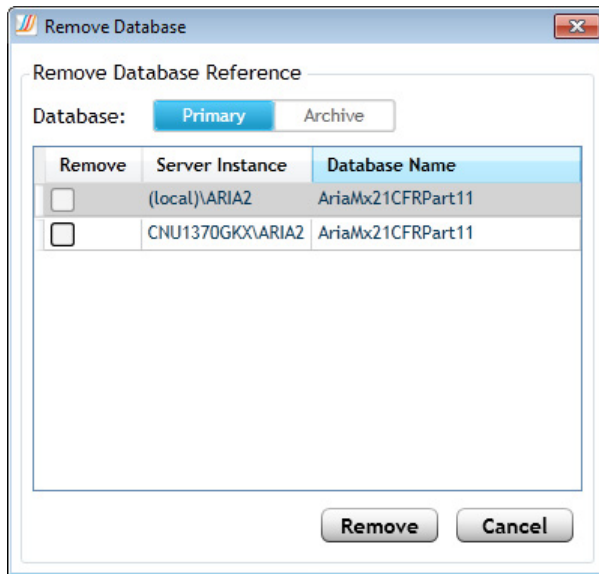 Remove Database
Remove Database Reference
Database: Primary Archive
Remove Server Instance Database Name
(local)\ARIA2 AriaMx21CFRPart11
CNU1370GKX\ARIA2 AriaMx21CFRPart11
Remove Cancel